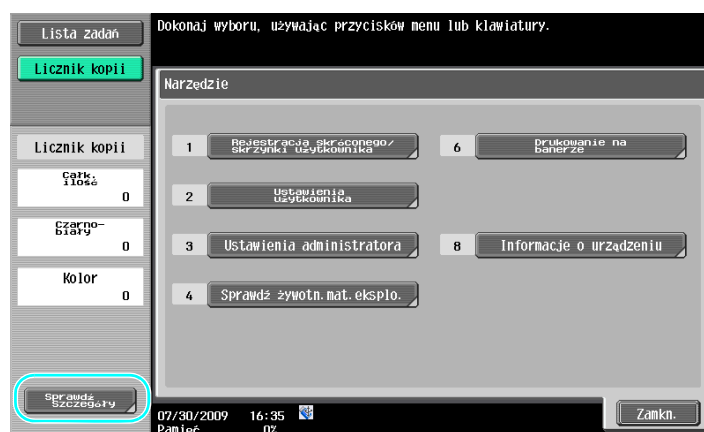 Lista zadań
Licznik kopii
Licznik kopii
Całk.
ilość
0
Czarno-
biały
0
Kolor
0
Sprawdź
Szczegóły
Dokonaj wyboru, używając przycisków menu lub klawiatury.
Narzędzie
1 Rejestracja skróconego/
skrzynki użytkownika
6 Drukowanie na
banerze
2 Ustawienia
użytkownika
3 Ustawienia administratora
8 Informacje o urządzeniu
4 Sprawdź żywotn.mat.eksplo.
07/30/2009 16:35
Pamięć 0%
Zamkn.